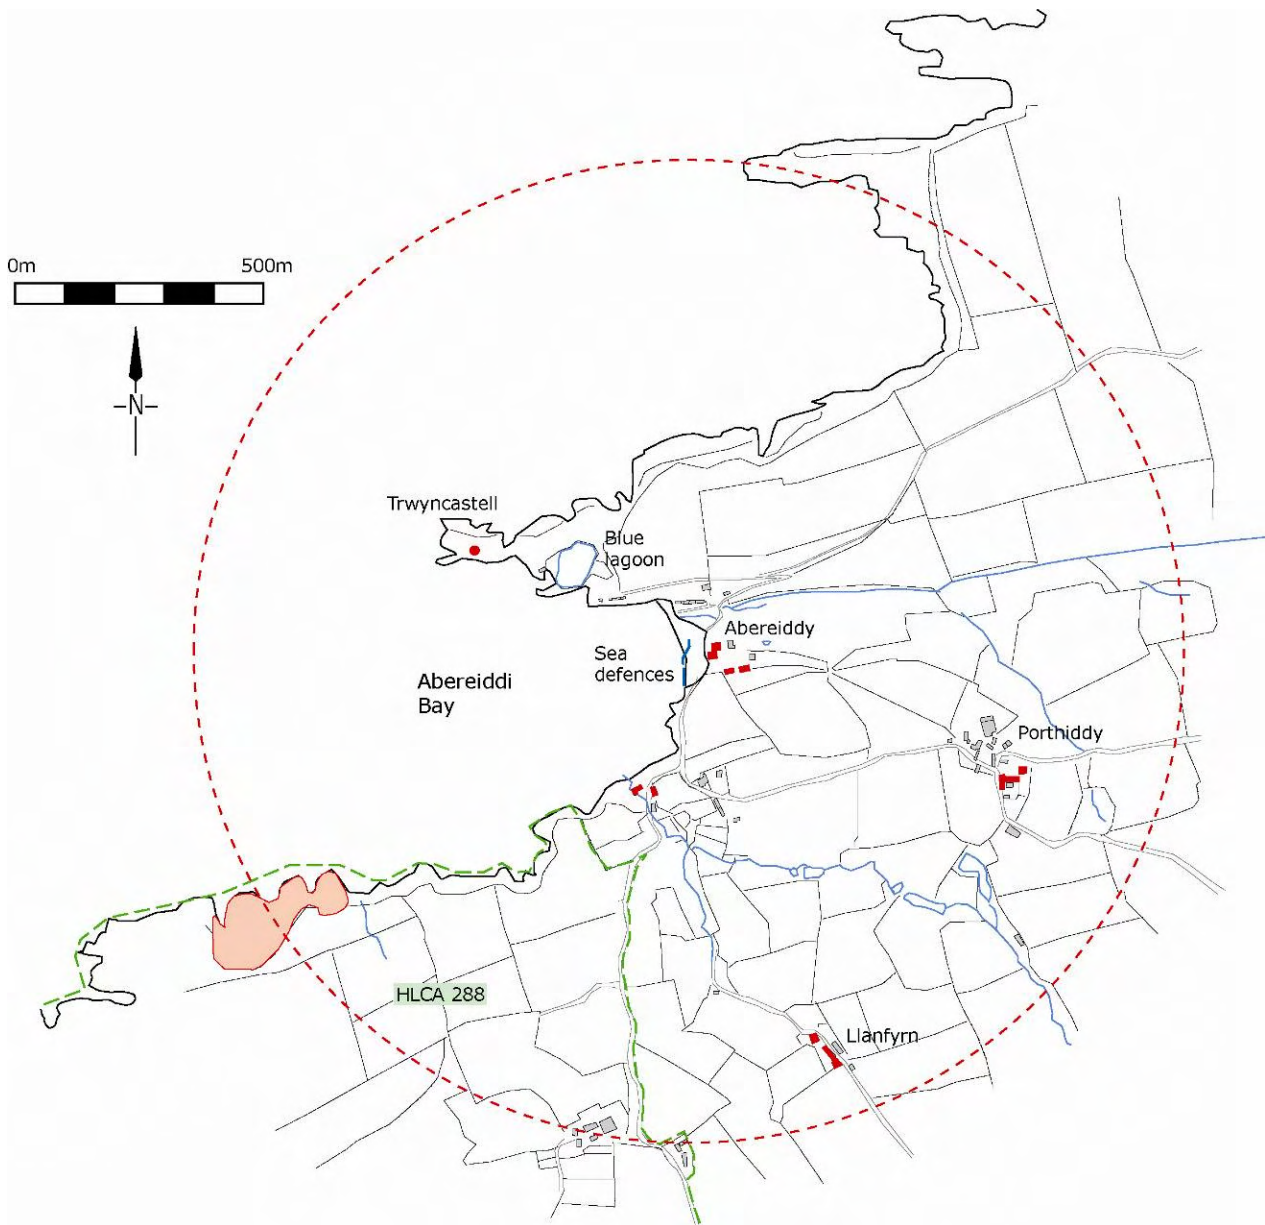 0m 500m
-N-
Trwyncastell
Blue
lagoon
Abereiddy
Sea
defences
Abereiddi
Bay
Porthiddy
HLCA 288
Llanfyrn